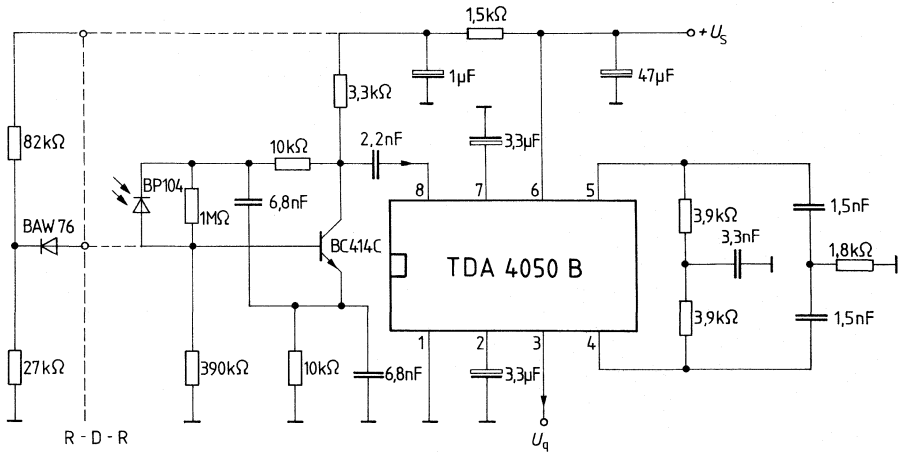 1,5kΩ
+U_S
3,3kΩ
1µF
47µF
82kΩ
10kΩ
2,2nF
3,3µF
BP104
1MΩ
6,8nF
8
7
6
5
3,9kΩ
1,5nF
BAW76
BC414C
TDA 4050 B
3,3nF
1,8kΩ
3,9kΩ
1,5nF
1
2
3
4
27kΩ
390kΩ
10kΩ
6,8nF
3,3µF
R-D-R
U_q